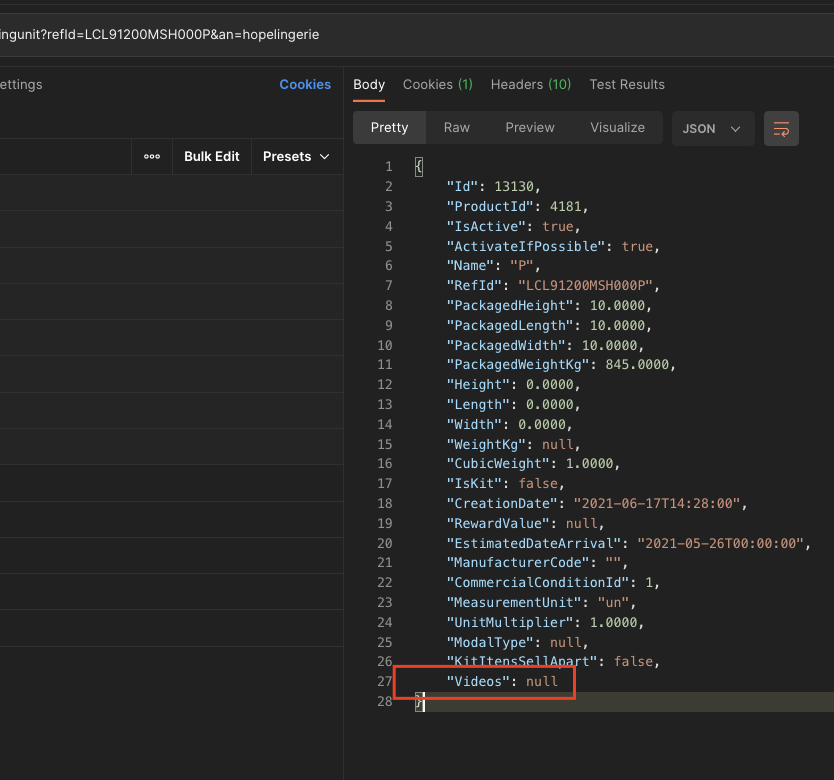 ingunit?refId=LCL91200MSH000P&an=hopelingerie
ettings Cookies
Body Cookies (1) Headers (10) Test Results
Pretty Raw Preview Visualize JSON
ooo Bulk Edit Presets
1 {
2 "Id": 13130,
3 "ProductId": 4181,
4 "IsActive": true,
5 "ActivateIfPossible": true,
6 "Name": "P",
7 "RefId": "LCL91200MSH000P",
8 "PackagedHeight": 10.0000,
9 "PackagedLength": 10.0000,
10 "PackagedWidth": 10.0000,
11 "PackagedWeightKg": 845.0000,
12 "Height": 0.0000,
13 "Length": 0.0000,
14 "Width": 0.0000,
15 "WeightKg": null,
16 "CubicWeight": 1.0000,
17 "IsKit": false,
18 "CreationDate": "2021-06-17T14:28:00",
19 "RewardValue": null,
20 "EstimatedDateArrival": "2021-05-26T00:00:00",
21 "ManufacturerCode": "",
22 "CommercialConditionId": 1,
23 "MeasurementUnit": "un",
24 "UnitMultiplier": 1.0000,
25 "ModalType": null,
26 "KitItensSellApart": false,
27 "Videos": null
28 }